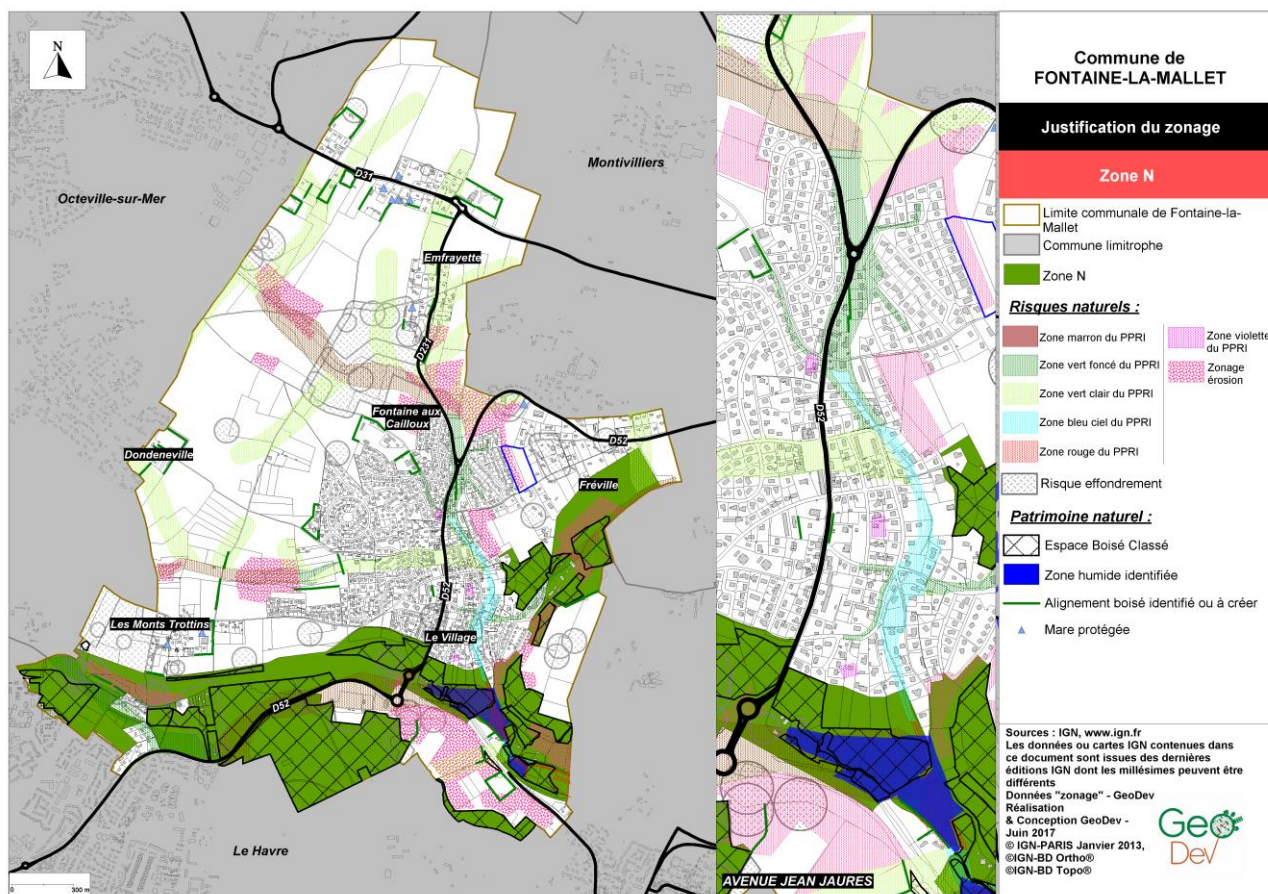 N
Octeville-sur-Mer
Montivilliers
D31
Emfrayette
D231
Fontaine aux
Cailloux
D52
Dondeneville
Fréville
D52
Les Monts Trottins
Le Village
D52
Le Havre
0
300 m
D52
AVENUE JEAN JAURES
Commune de
FONTAINE-LA-MALLET
Justification du zonage
Zone N
Limite communale de Fontaine-la-
Mallet
Commune limitrophe
Zone N
Risques naturels :
Zone marron du PPRI
Zone vert foncé du PPRI
Zone vert clair du PPRI
Zone bleu ciel du PPRI
Zone rouge du PPRI
Zone violette
du PPRI
Zonage
érosion
Risque effondrement
Patrimoine naturel :
Espace Boisé Classé
Zone humide identifiée
Alignement boisé identifié ou à créer
Mare protégée
Sources : IGN, www.ign.fr
Les données ou cartes IGN contenues dans
ce document sont issues des dernières
éditions IGN dont les millésimes peuvent être
différents
Données "zonage" - GeoDev
Réalisation
& Conception GeoDev -
Juin 2017
© IGN-PARIS Janvier 2013,
©IGN-BD Ortho®
©IGN-BD Topo®
Geo
Dev